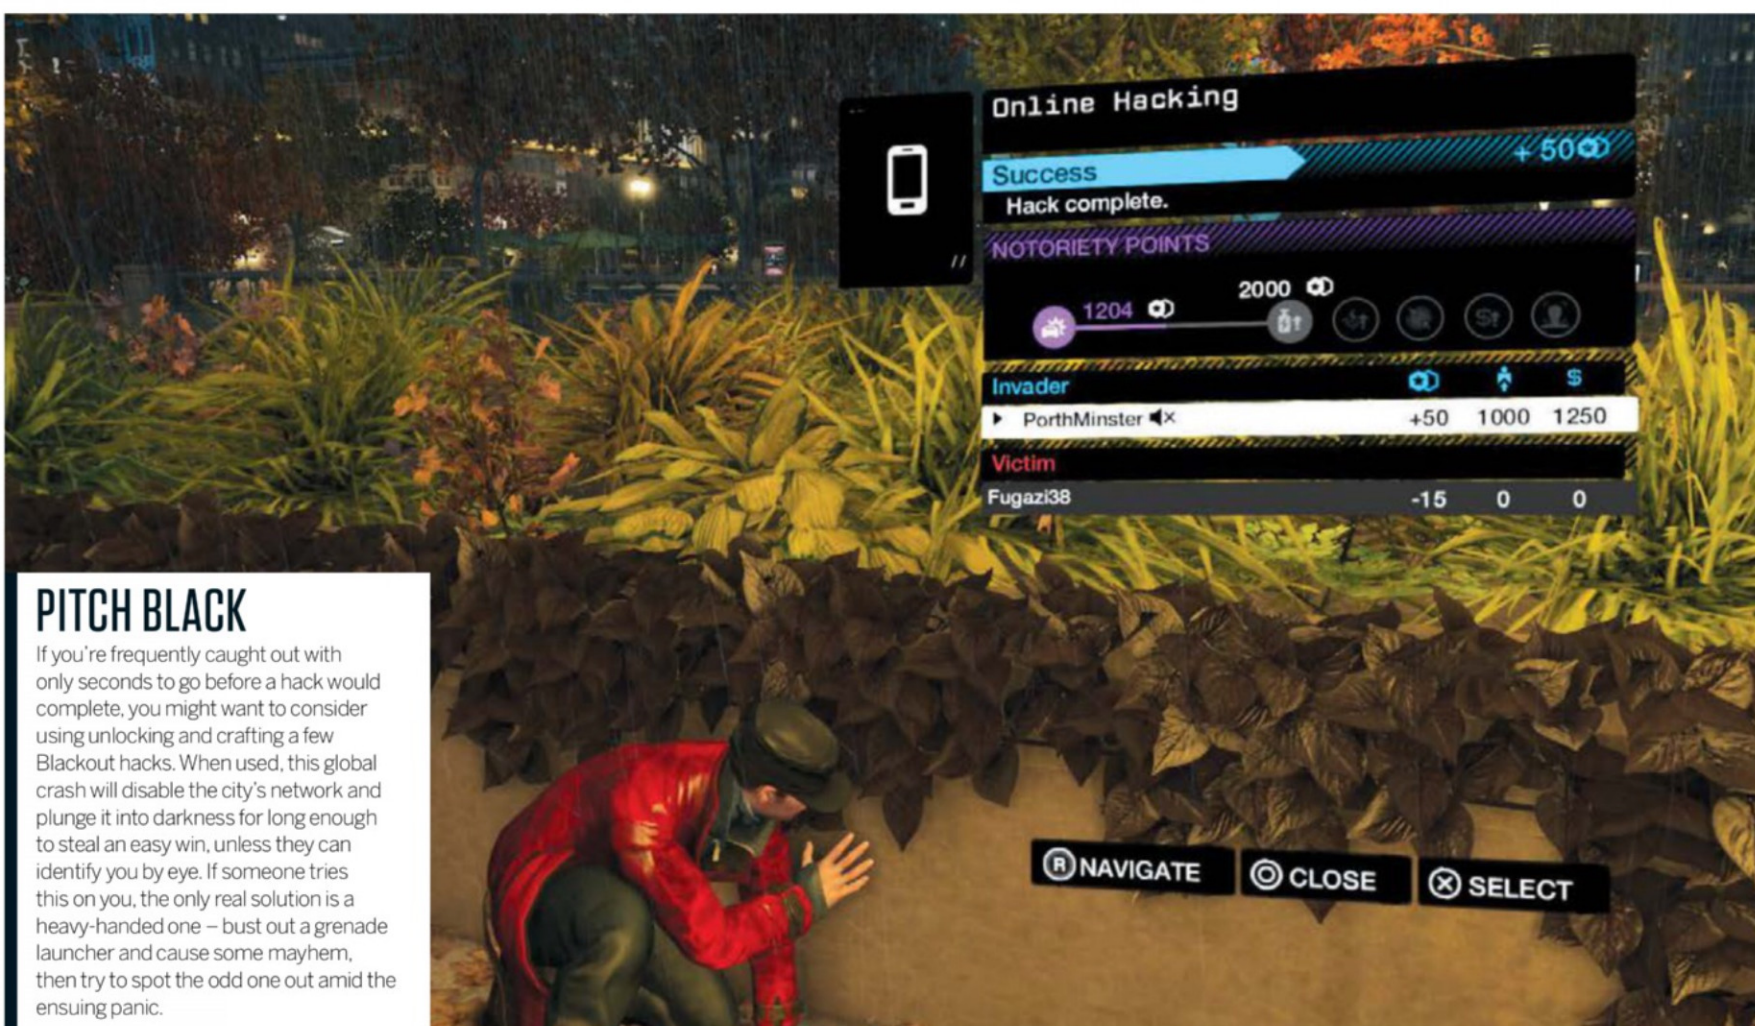 Online Hacking
Success
+ 50
Hack complete.
NOTORIETY POINTS
1204
2000
Invader
$
PorthMinster
+50 1000 1250
Victim
Fugazi38
-15 0 0
R NAVIGATE
CLOSE
SELECT
PITCH BLACK
If you're frequently caught out with
only seconds to go before a hack would
complete, you might want to consider
using unlocking and crafting a few
Blackout hacks. When used, this global
crash will disable the city's network and
plunge it into darkness for long enough
to steal an easy win, unless they can
identify you by eye. If someone tries
this on you, the only real solution is a
heavy-handed one – bust out a grenade
launcher and cause some mayhem,
then try to spot the odd one out amid the
ensuing panic.